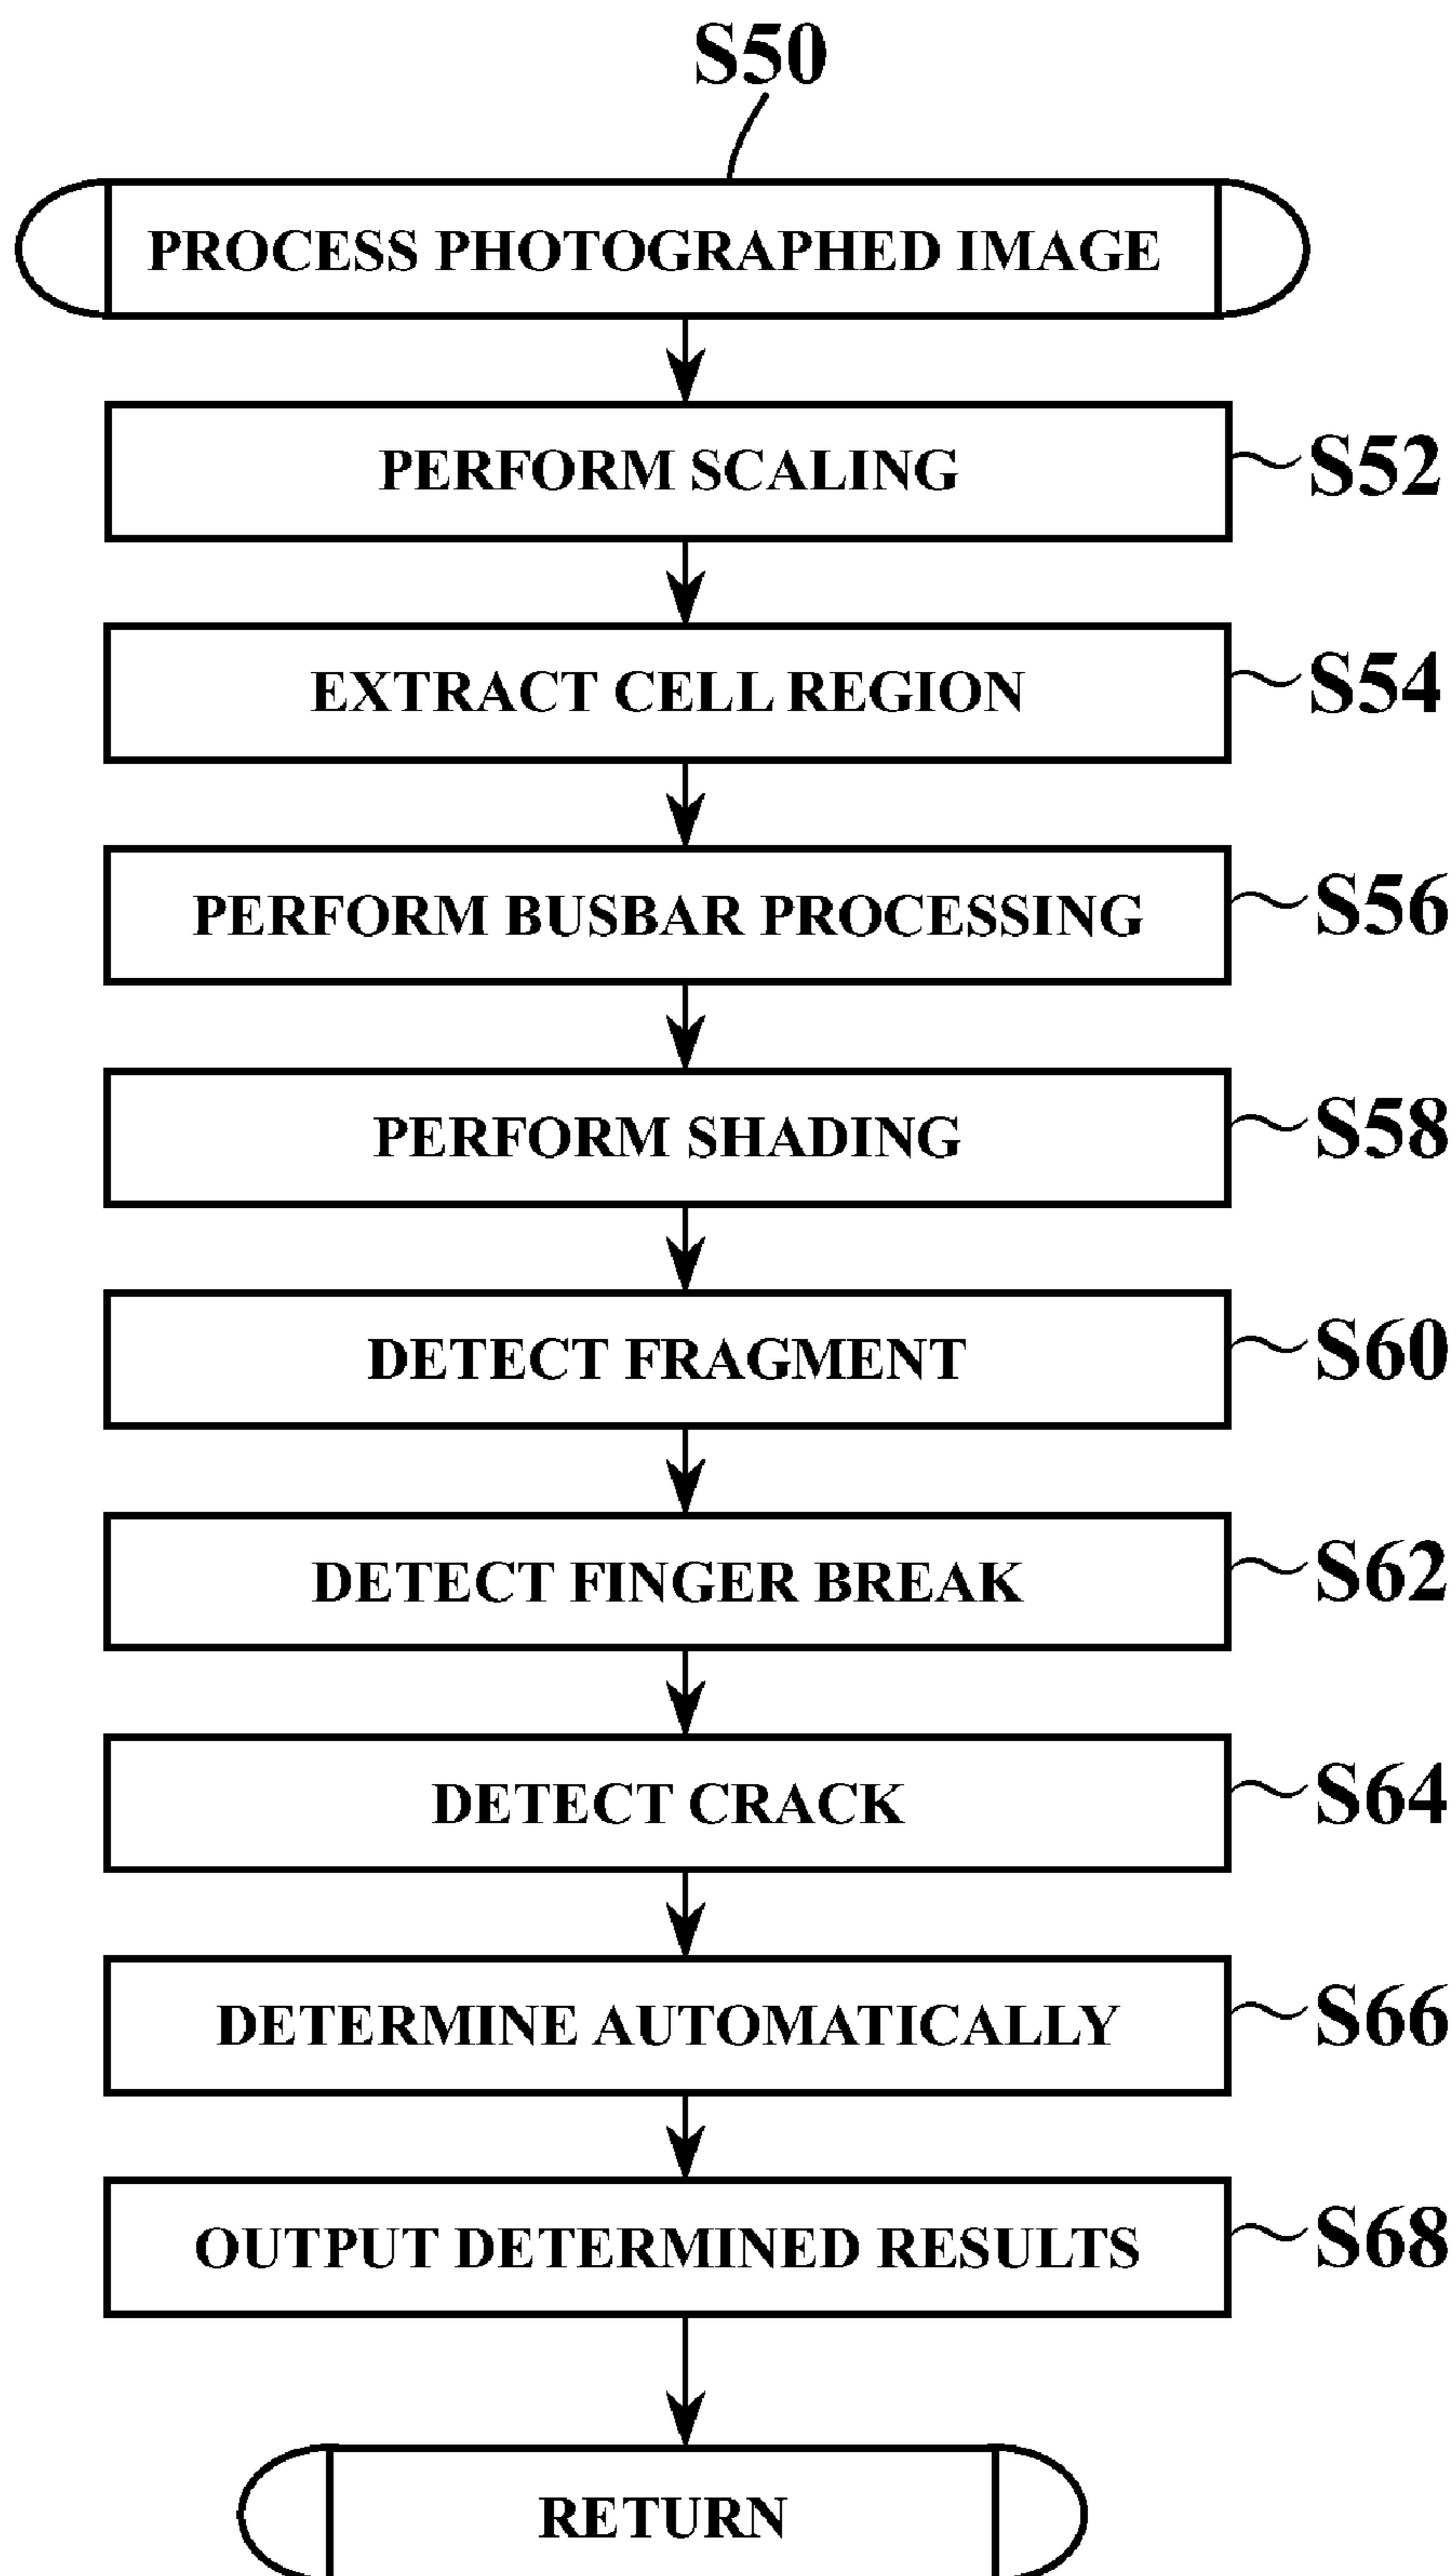 S50
PROCESS PHOTOGRAPHED IMAGE
PERFORM SCALING S52
EXTRACT CELL REGION S54
PERFORM BUSBAR PROCESSING S56
PERFORM SHADING S58
DETECT FRAGMENT S60
DETECT FINGER BREAK S62
DETECT CRACK S64
DETERMINE AUTOMATICALLY S66
OUTPUT DETERMINED RESULTS S68
RETURN